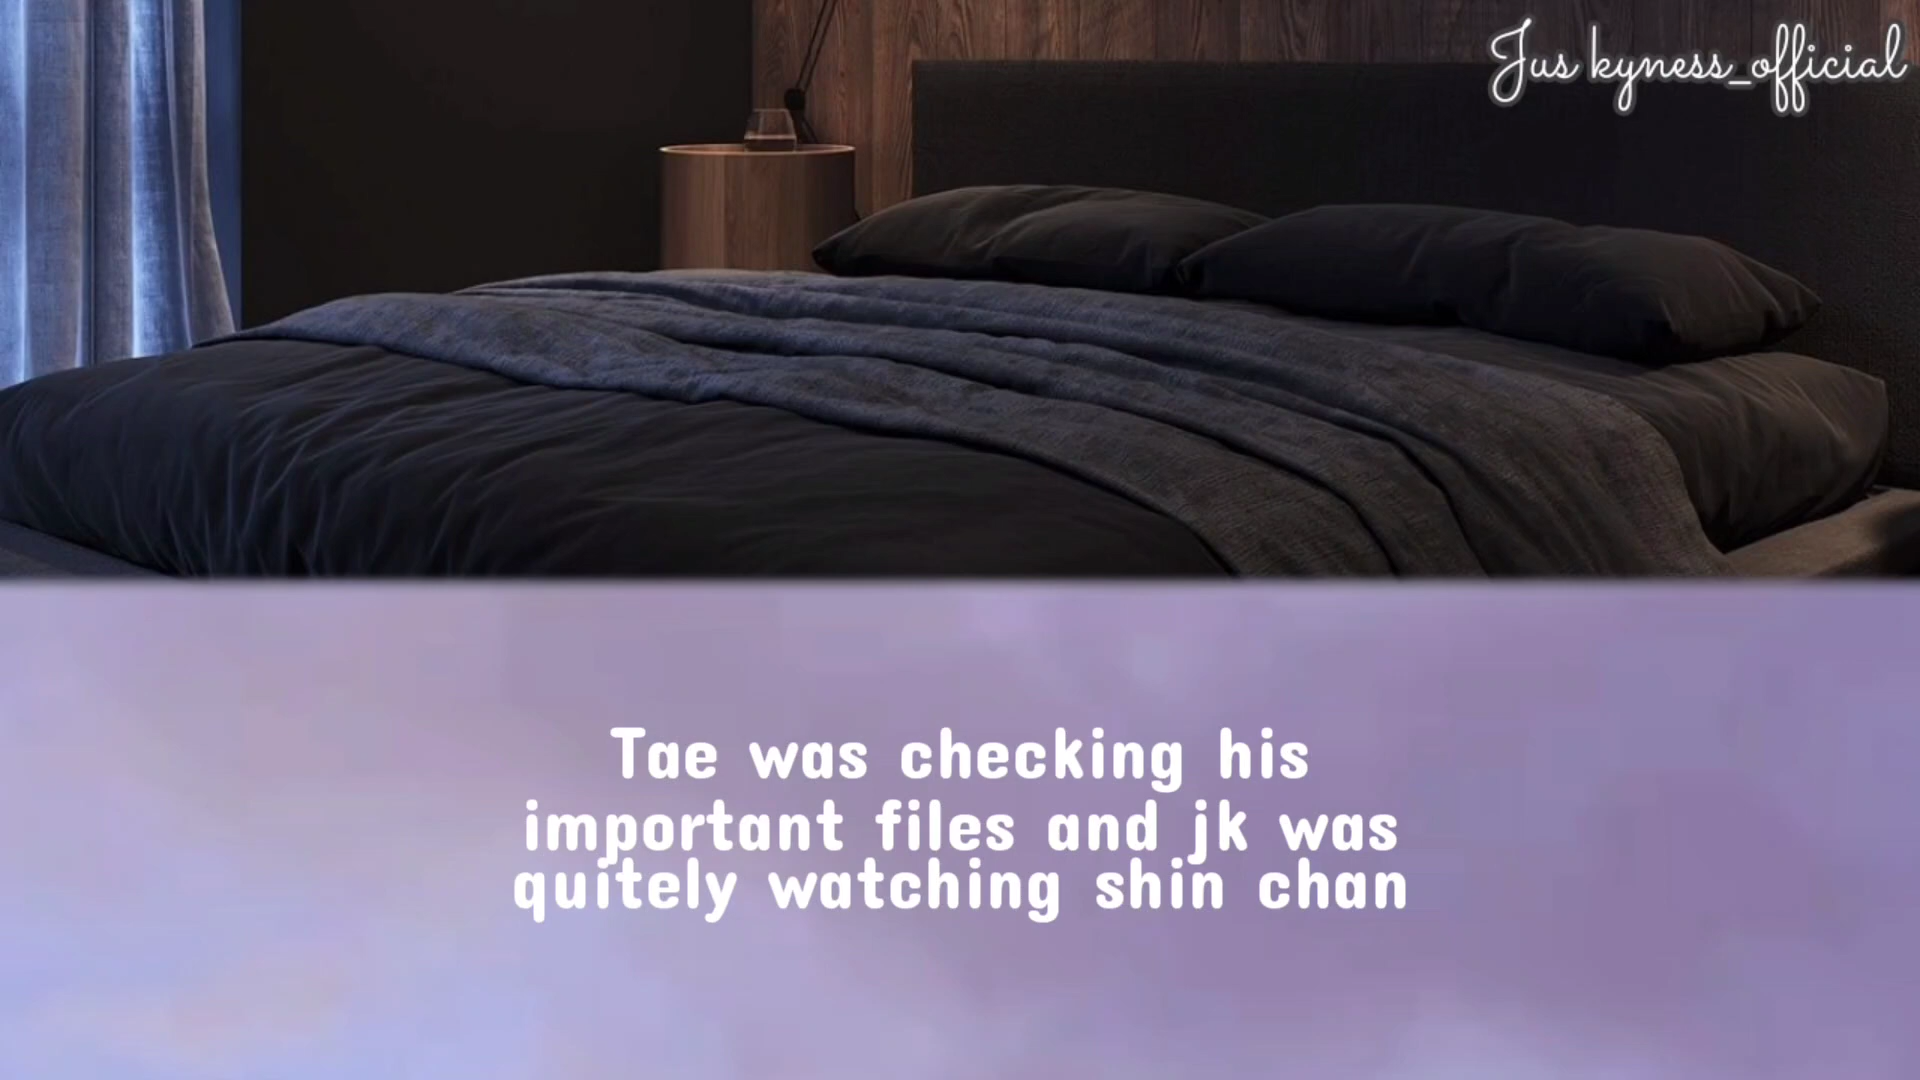 Jus kyness_official
Tae was checking his
important files and jk was
quitely watching shin chan